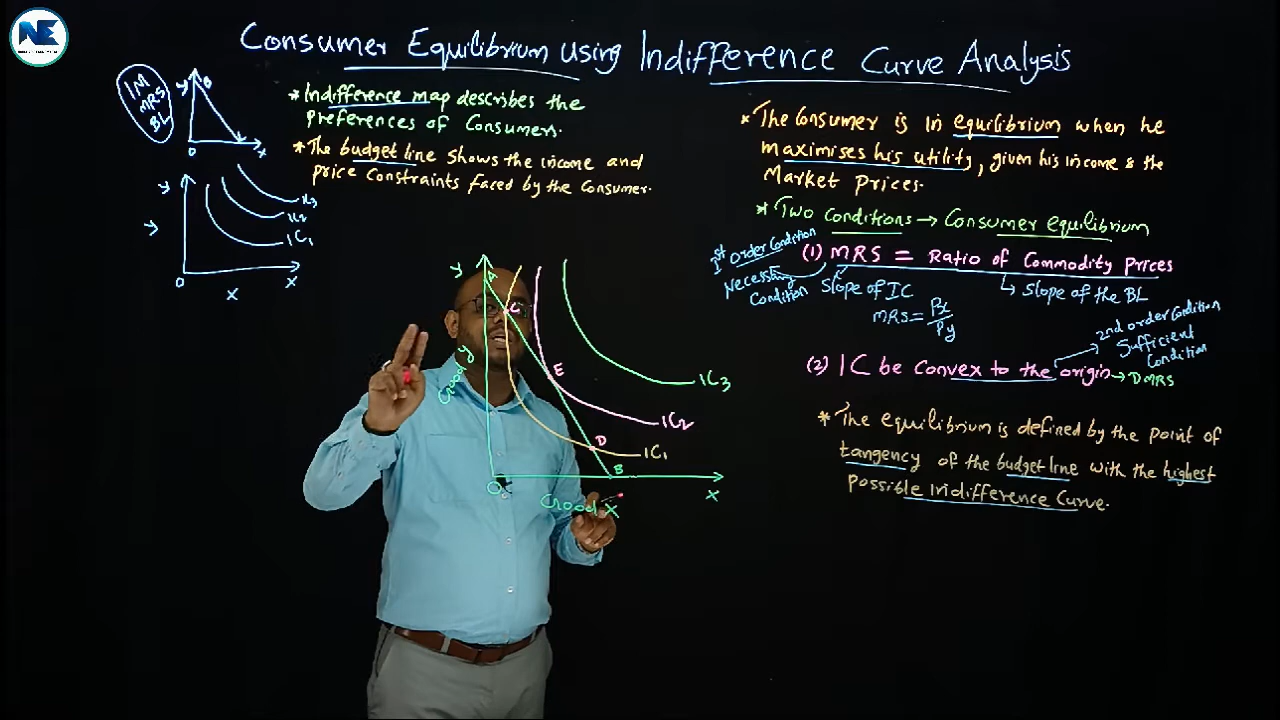 NE
Consumer Equilibrium using Indifference Curve Analysis
IM
MRS
BL
y
B
O
x
y
IC3
IC2
IC1
O
x
X
* Indifference map describes the
preferences of Consumers.
* The budget line shows the income and
price Constraints faced by the Consumer.
y
A
C
Good y
E
D
B
O
IC3
IC2
IC1
X
Good X
* The Consumer is in equilibrium when he
maximises his utility, given his income & the
Market prices.
* Two Conditions → Consumer equilibrium
1st order Condition
Necessary
Condition
(1) MRS = Ratio of Commodity Prices
Slope of IC
Slope of the BL
MRS = Px/Py
2nd order Condition
Sufficient
Condition
(2) IC be Convex to the origin → DMRS
* The equilibrium is defined by the point of
tangency of the budget line with the highest
possible indifference Curve.